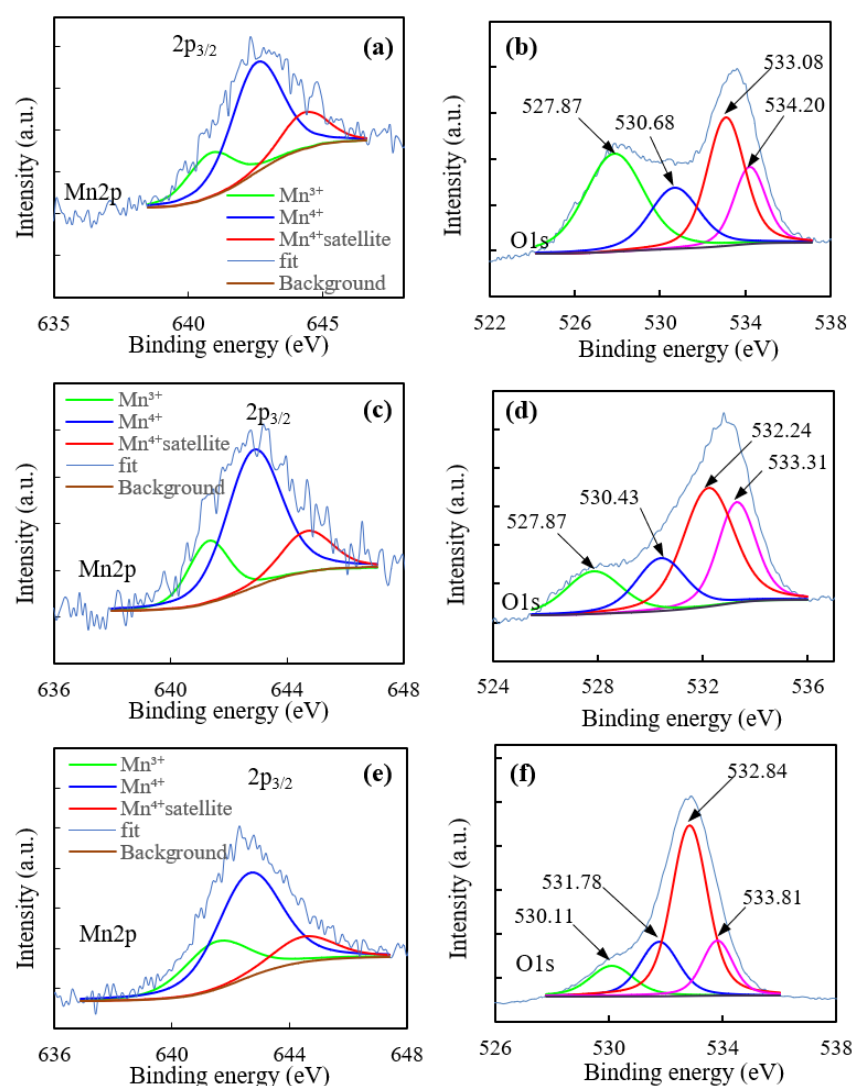 (a)
2p3/2
Mn2p
Mn³⁺
Mn⁴⁺
Mn⁴⁺satellite
fit
Background
Intensity (a.u.)
635 640 645
Binding energy (eV)
(b)
533.08
534.20
527.87
530.68
O1s
Intensity (a.u.)
522 526 530 534 538
Binding energy (eV)
(c)
Mn³⁺
Mn⁴⁺
Mn⁴⁺satellite
fit
Background
2p3/2
Mn2p
Intensity (a.u.)
636 640 644 648
Binding energy (eV)
(d)
532.24
533.31
530.43
527.87
O1s
Intensity (a.u.)
524 528 532 536
Binding energy (eV)
(e)
Mn³⁺
Mn⁴⁺
Mn⁴⁺satellite
fit
Background
2p3/2
Mn2p
Intensity (a.u.)
636 640 644 648
Binding energy (eV)
(f)
532.84
531.78
533.81
530.11
O1s
Intensity (a.u.)
526 530 534 538
Binding energy (eV)